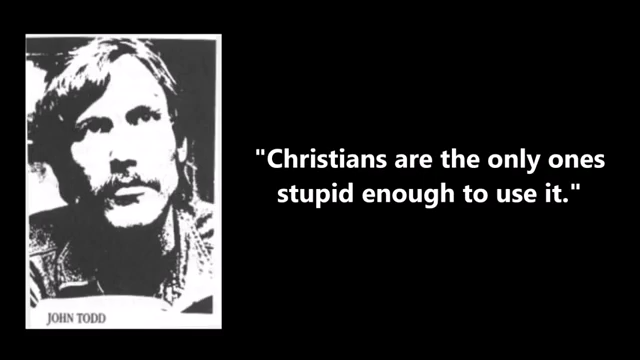 "Christians are the only ones
stupid enough to use it."
JOHN TODD